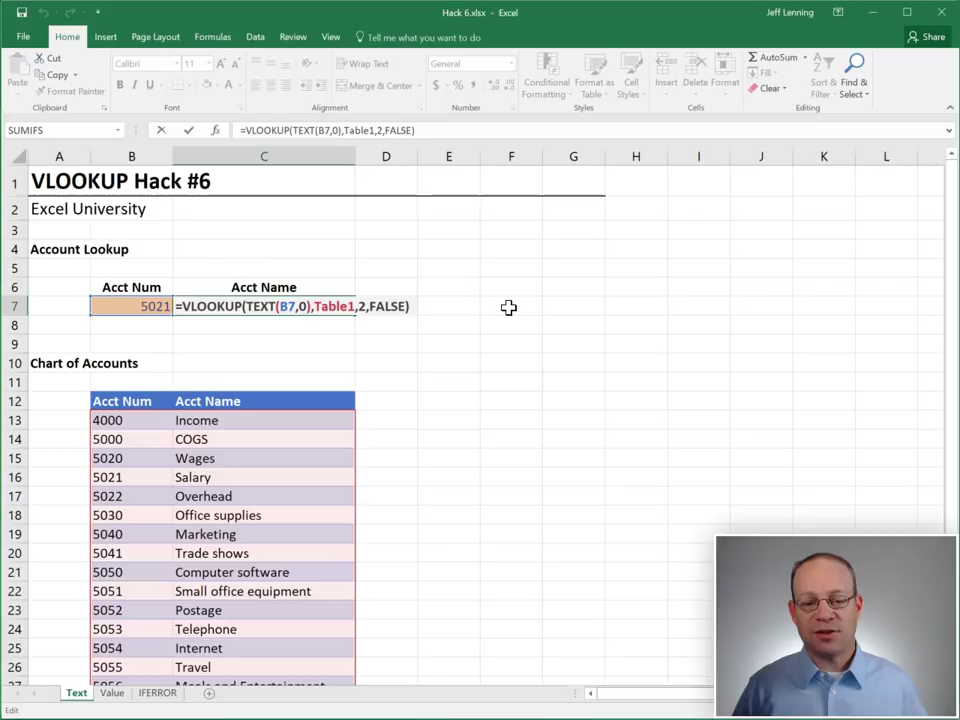 Hack 6.xlsx - Excel
Jeff Lenning
File Home Insert Page Layout Formulas Data Review View Tell me what you want to do Share
Paste Cut Copy Format Painter
Calibri 11
B I U A A A
Wrap Text
Merge & Center
General
$ % ,
Conditional Formatting
Format as Table
Cell Styles
Insert Delete Format
AutoSum
Fill
Clear
Sort & Filter
Find & Select
Clipboard Font Alignment Number Styles Cells Editing
SUMIFS fx =VLOOKUP(TEXT(B7,0),Table1,2,FALSE)
A B C D E F G H I J K L
1 VLOOKUP Hack #6
2 Excel University
3
4 Account Lookup
5
6 Acct Num Acct Name
7 5021 =VLOOKUP(TEXT(B7,0),Table1,2,FALSE)
8
9
10 Chart of Accounts
11
12 Acct Num Acct Name
13 4000 Income
14 5000 COGS
15 5020 Wages
16 5021 Salary
17 5022 Overhead
18 5030 Office supplies
19 5040 Marketing
20 5041 Trade shows
21 5050 Computer software
22 5051 Small office equipment
23 5052 Postage
24 5053 Telephone
25 5054 Internet
26 5055 Travel
27 5056 Meals and Entertainment
Text Value IFERROR
Edit